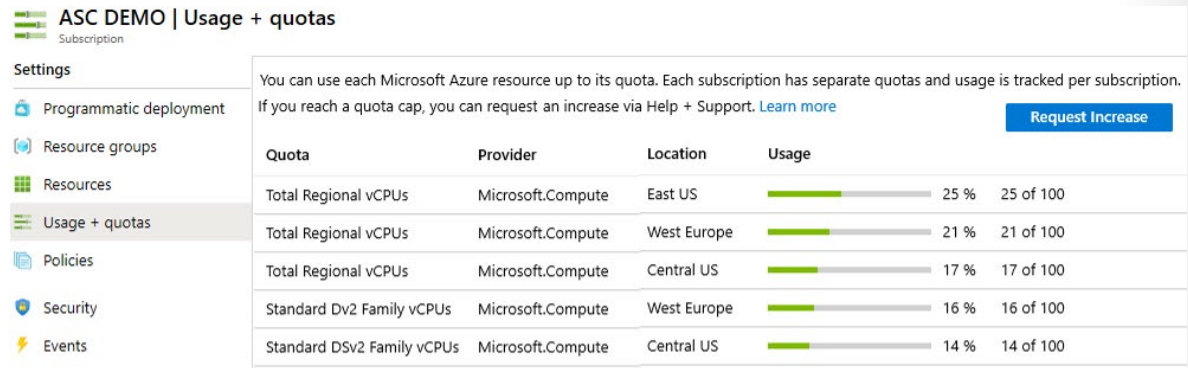 ASC DEMO | Usage + quotas
Subscription
Settings
Programmatic deployment
Resource groups
Resources
Usage + quotas
Policies
Security
Events
You can use each Microsoft Azure resource up to its quota. Each subscription has separate quotas and usage is tracked per subscription.
If you reach a quota cap, you can request an increase via Help + Support. Learn more
Request Increase
Quota Provider Location Usage
Total Regional vCPUs Microsoft.Compute East US 25 % 25 of 100
Total Regional vCPUs Microsoft.Compute West Europe 21 % 21 of 100
Total Regional vCPUs Microsoft.Compute Central US 17 % 17 of 100
Standard Dv2 Family vCPUs Microsoft.Compute West Europe 16 % 16 of 100
Standard DSv2 Family vCPUs Microsoft.Compute Central US 14 % 14 of 100